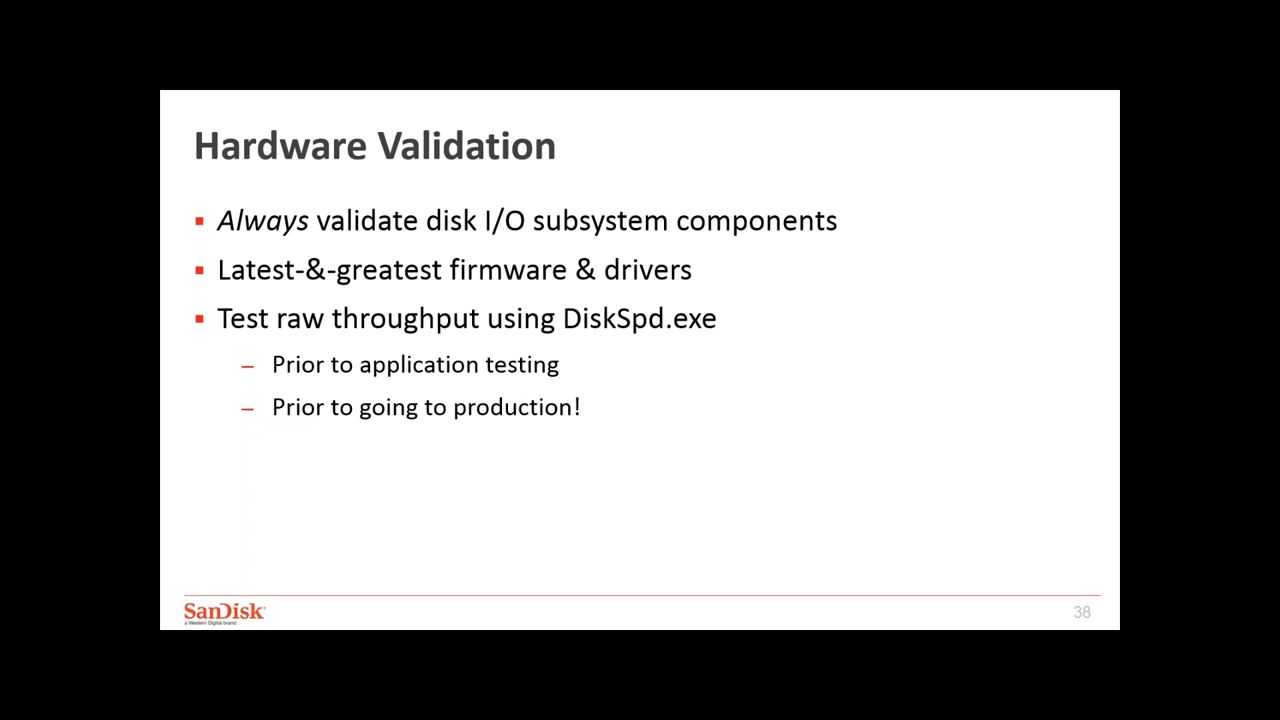 Hardware Validation
▪ Always validate disk I/O subsystem components
▪ Latest-&-greatest firmware & drivers
▪ Test raw throughput using DiskSpd.exe
– Prior to application testing
– Prior to going to production!
SanDisk
a Western Digital brand
38